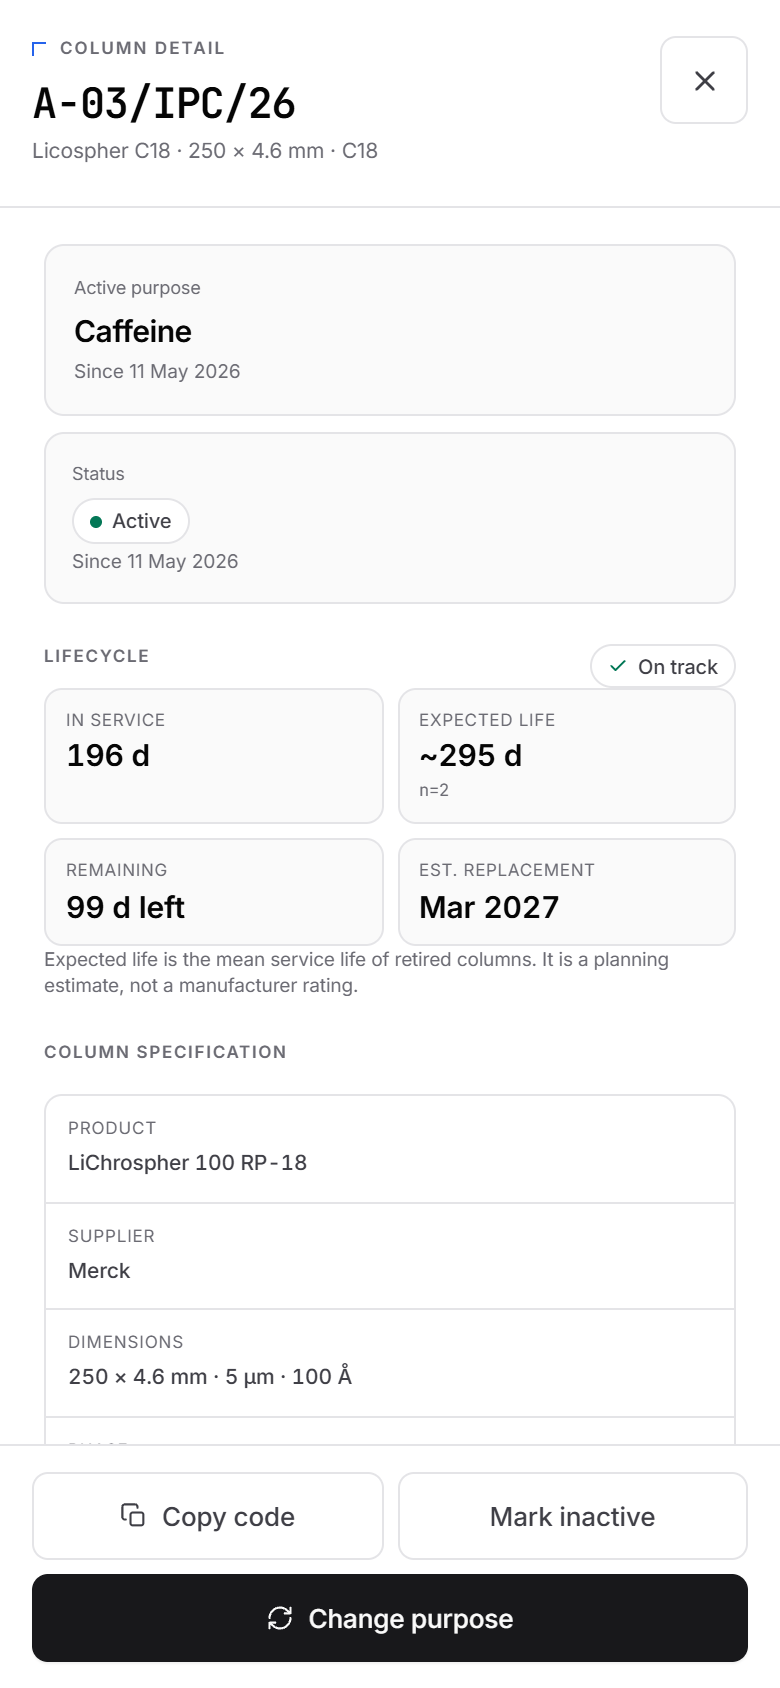 COLUMN DETAIL
A-03/IPC/26
Licospher C18 · 250 × 4.6 mm · C18
Active purpose
Caffeine
Since 11 May 2026
Status
Active
Since 11 May 2026
LIFECYCLE
On track
IN SERVICE
196 d
EXPECTED LIFE
~295 d
n=2
REMAINING
99 d left
EST. REPLACEMENT
Mar 2027
Expected life is the mean service life of retired columns. It is a planning
estimate, not a manufacturer rating.
COLUMN SPECIFICATION
PRODUCT
LiChrospher 100 RP-18
SUPPLIER
Merck
DIMENSIONS
250 × 4.6 mm · 5 µm · 100 Å
Copy code
Mark inactive
Change purpose